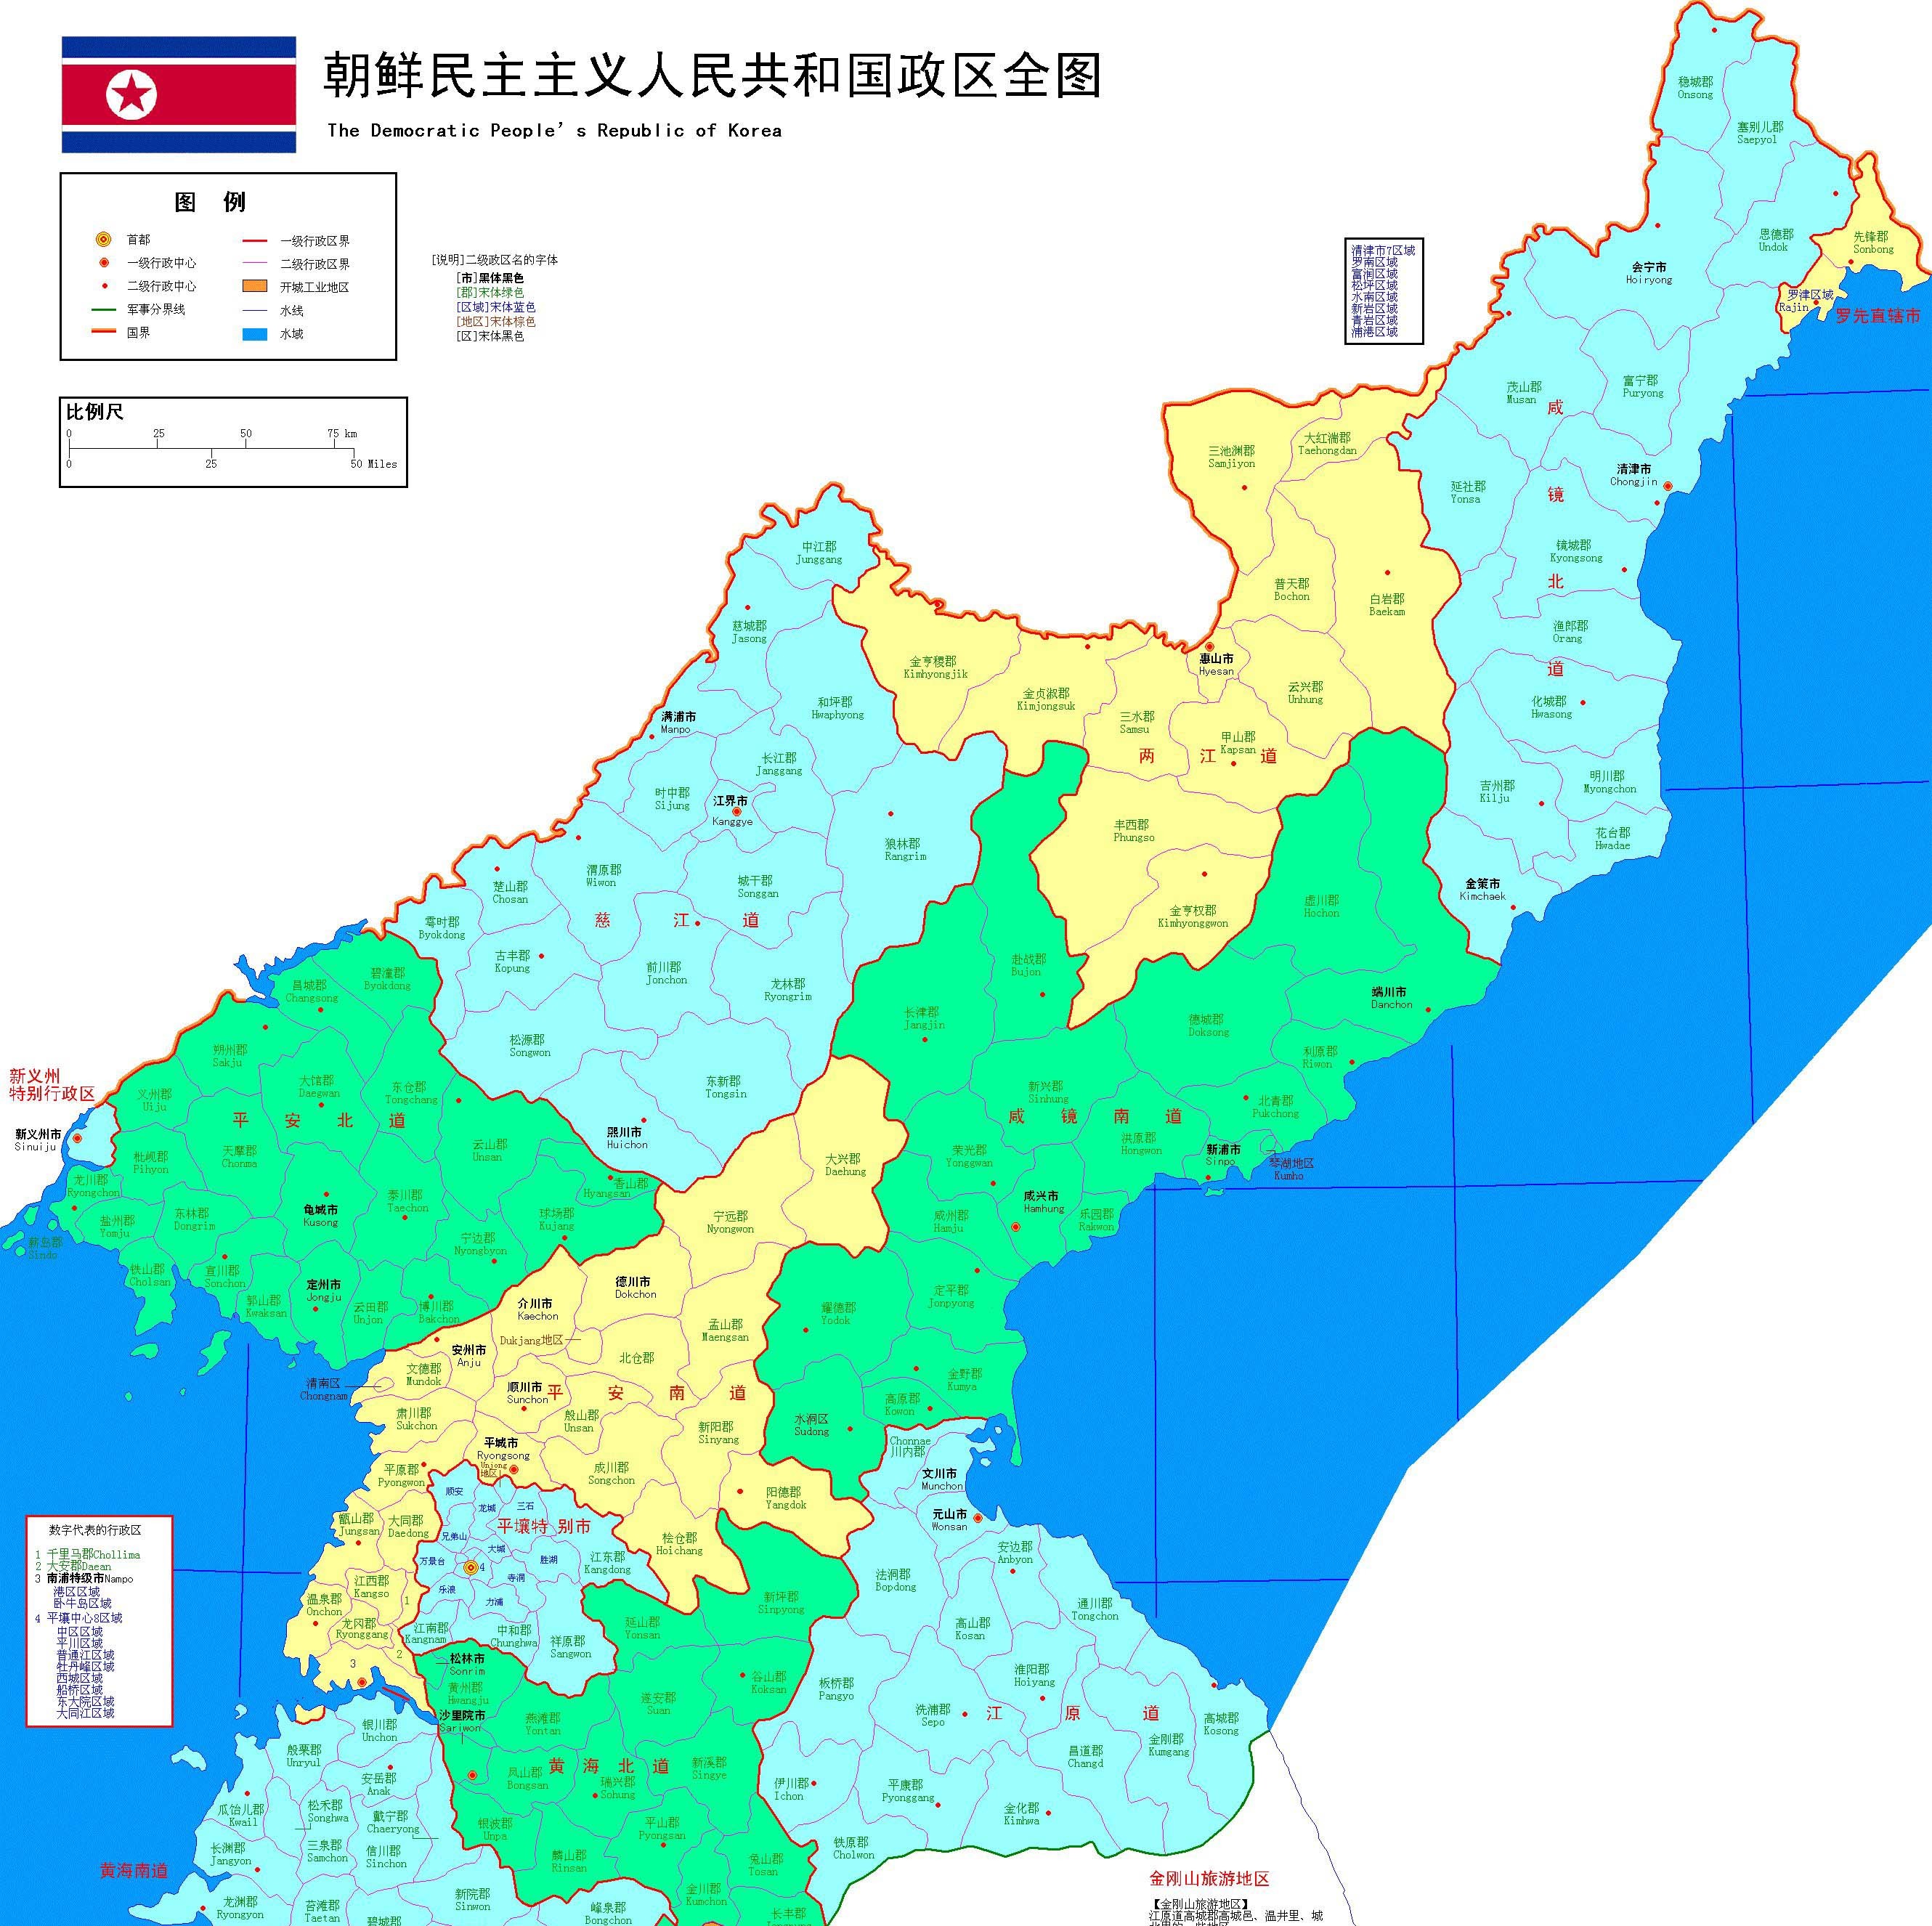 朝鲜民主主义人民共和国政区全图
The Democratic People’s Republic of Korea
图 例
首都
一级行政中心
二级行政中心
军事分界线
国界
一级行政区界
二级行政区界
开城工业地区
水线
水域
[说明]二级政区名的字体
[市]黑体黑色
[郡]宋体绿色
[区域]宋体蓝色
[地区]宋体棕色
[区]宋体黑色
比例尺
0 25 50 75 km
0 25 50 Miles
清津市7区域
罗南区域
富润区域
松坪区域
水南区域
新岩区域
青岩区域
浦港区域
稳城郡
Onsong
塞别儿郡
Saepyol
恩德郡
Undok
先锋郡
Sonbong
罗津区域
Rajin
罗先直辖市
会宁市
Hoiryong
茂山郡
Musan
富宁郡
Puryong
咸 镜 北 道
清津市
Chongjin
延社郡
Yonsa
镜城郡
Kyongsong
渔郎郡
Orang
化城郡
Hwasong
吉州郡
Kilju
明川郡
Myongchon
花台郡
Hwadae
金策市
Kimchaek
三池渊郡
Samjiyon
大红湍郡
Taehongdan
普天郡
Bochon
白岩郡
Baekam
惠山市
Hyesan
云兴郡
Unhung
金亨稷郡
Kimhyongjik
金贞淑郡
Kimjongsuk
三水郡
Samsu
甲山郡
Kapsan
两 江 道
丰西郡
Phungso
金亨权郡
Kimhyonggwon
中江郡
Junggang
慈城郡
Jasong
和坪郡
Hwaphyong
满浦市
Manpo
长江郡
Janggang
时中郡
Sijung
江界市
Kanggye
狼林郡
Rangrim
渭原郡
Wiwon
城干郡
Songgan
楚山郡
Chosan
雩时郡
Byokdong
慈 江 道
古丰郡
Kopung
前川郡
Jonchon
龙林郡
Ryongrim
松源郡
Songwon
东新郡
Tongsin
熙川市
Huichon
虚川郡
Hochon
赴战郡
Bujon
长津郡
Jangjin
端川市
Danchon
德城郡
Doksong
利原郡
Riwon
新兴郡
Sinhung
北青郡
Pukchong
咸 镜 南 道
洪原郡
Hongwon
新浦市
Sinpo
琴湖地区
Kumho
荣光郡
Yonggwan
咸兴市
Hamhung
咸州郡
Hamju
乐园郡
Rakwon
定平郡
Jonpyong
耀德郡
Yodok
金野郡
Kumya
高原郡
Kowon
水洞区
Sudong
碧潼郡
Byokdong
昌城郡
Changsong
朔州郡
Sakju
新义州
特别行政区
义州郡
Uiju
大馆郡
Daegwan
东仓郡
Tongchang
平 安 北 道
新义州市
Sinuiju
枇岘郡
Pihyon
天摩郡
Chonma
云山郡
Unsan
香山郡
Hyangsan
龙川郡
Ryongchon
龟城市
Kusong
泰川郡
Taechon
盐州郡
Yomju
东林郡
Dongrim
球场郡
Kujang
薪岛郡
Sindo
宁边郡
Nyongbyon
铁山郡
Cholsan
宣川郡
Sonchon
定州市
Jongju
郭山郡
Kwaksan
云田郡
Unjon
博川郡
Bakchon
大兴郡
Daehung
宁远郡
Nyongwon
德川市
Dokchon
介川市
Kaechon
孟山郡
Maengsan
Dukjang地区
安州市
Anju
北仓郡
文德郡
Mundok
清南区
Chongnam
顺川市
Sunchon
平 安 南 道
肃川郡
Sukchon
殷山郡
Unsan
新阳郡
Sinyang
平城市
Ryongsong
Unjong
地区
成川郡
Songchon
平原郡
Pyongwon
阳德郡
Yangdok
甑山郡
Jungsan
大同郡
Daedong
桧仓郡
Hoichang
江西郡
Kangso
温泉郡
Onchon
龙冈郡
Ryonggang
1
2
3
顺安
龙城
三石
平壤特 别市
兄弟山
大城
万景台
4
胜湖
寺洞
乐浪
力浦
江东郡
Kangdong
江南郡
Kangnam
中和郡
Chunghwa
祥原郡
Sangwon
数字代表的行政区
1 千里马郡Chollima
2 大安郡Daean
3 南浦特级市Nampo
港区区域
卧牛岛区域
4 平壤中心8区域
中区区域
平川区域
普通江区域
牡丹峰区域
西城区域
船桥区域
东大院区域
大同江区域
Chonnae
川内郡
文川市
Munchon
元山市
Wonsan
安边郡
Anbyon
法洞郡
Bopdong
通川郡
Tongchon
高山郡
Kosan
淮阳郡
Hoiyang
板桥郡
Pangyo
洗浦郡
Sepo
江 原 道
高城郡
Kosong
金刚郡
Kumgang
昌道郡
Changd
伊川郡
Ichon
平康郡
Pyonggang
金化郡
Kimhwa
铁原郡
Cholwon
新坪郡
Sinpyong
延山郡
Yonsan
松林市
Sonrim
谷山郡
Koksan
黄州郡
Hwangju
遂安郡
Suan
沙里院市
Sariwon
燕滩郡
Yontan
黄 海 北 道
凤山郡
Bongsan
瑞兴郡
Sohung
新溪郡
Singye
银波郡
Unpa
平山郡
Pyongsan
麟山郡
Rinsan
兔山郡
Tosan
金川郡
Kumchon
长丰郡
银川郡
Unchon
殷栗郡
Unryul
安岳郡
Anak
瓜饴儿郡
Kwail
松禾郡
Songhwa
戴宁郡
Chaeryong
长渊郡
Jangyon
三泉郡
Samchon
信川郡
Sinchon
黄海南道
龙渊郡
Ryongyon
苔滩郡
Taetan
碧城郡
新院郡
Sinwon
峰泉郡
Bongchon
金刚山旅游地区
【金刚山旅游地区】
江原道高城郡高城邑、温井里、城